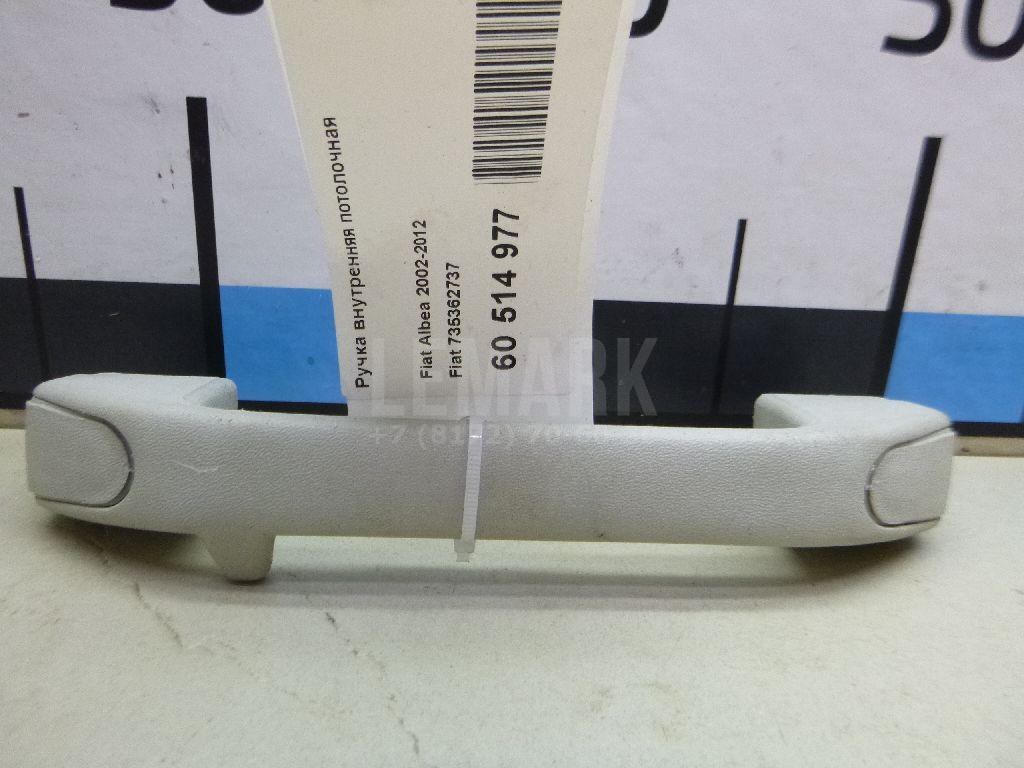 Ручка внутренняя потолочная
Fiat Albea 2002-2012
Fiat 735362737
60 514 977
LEMARK